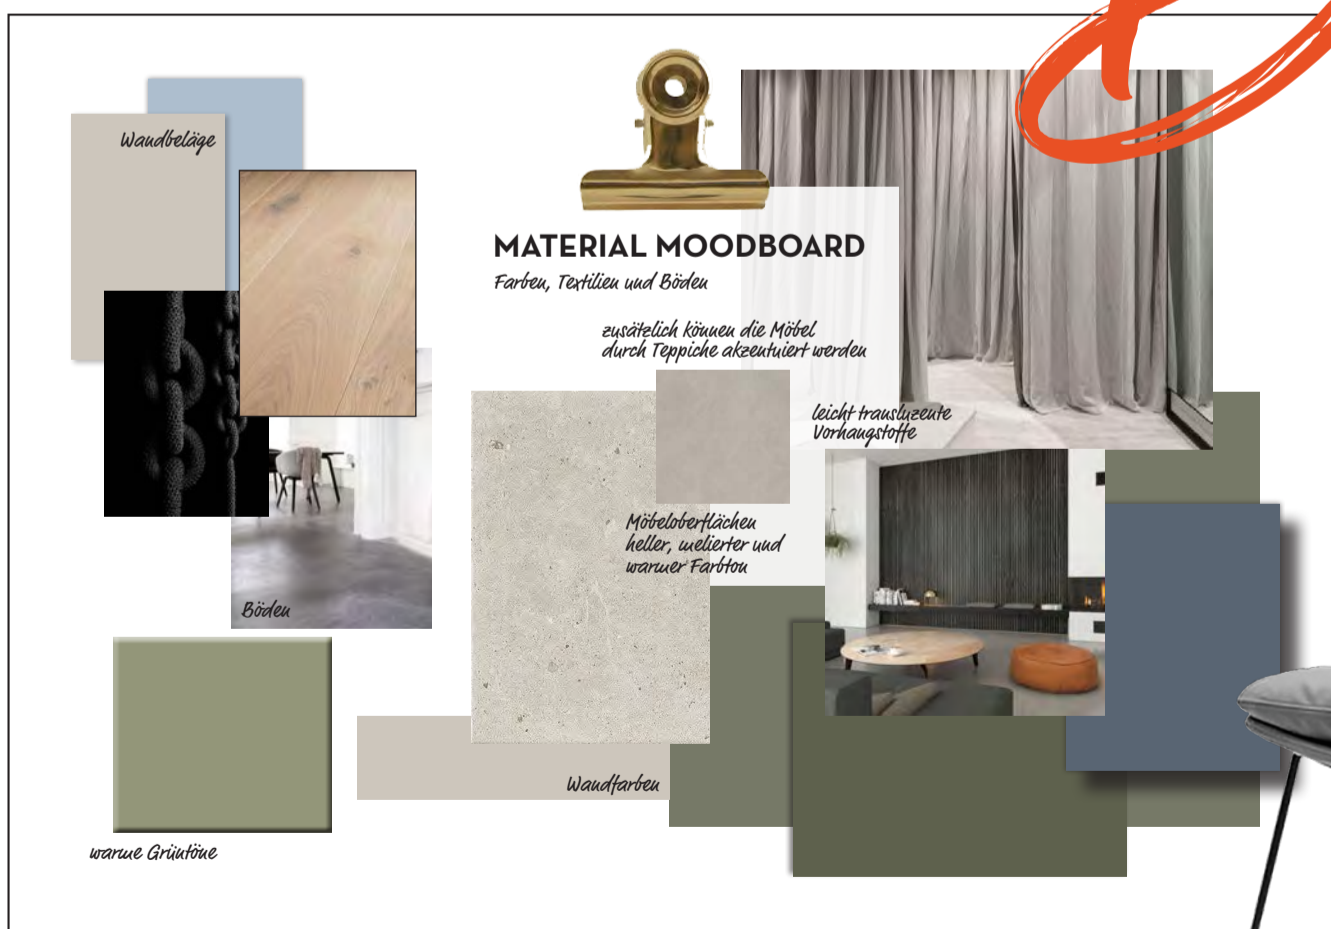 Wandbeläge
MATERIAL MOODBOARD
Farben, Textilien und Böden
zusätzlich können die Möbel
durch Teppiche akzentuiert werden
leicht transluzente
Vorhangstoffe
Möbeloberflächen
heller, melierter und
warmer Farbton
Böden
Wandfarben
warme Grüntöne